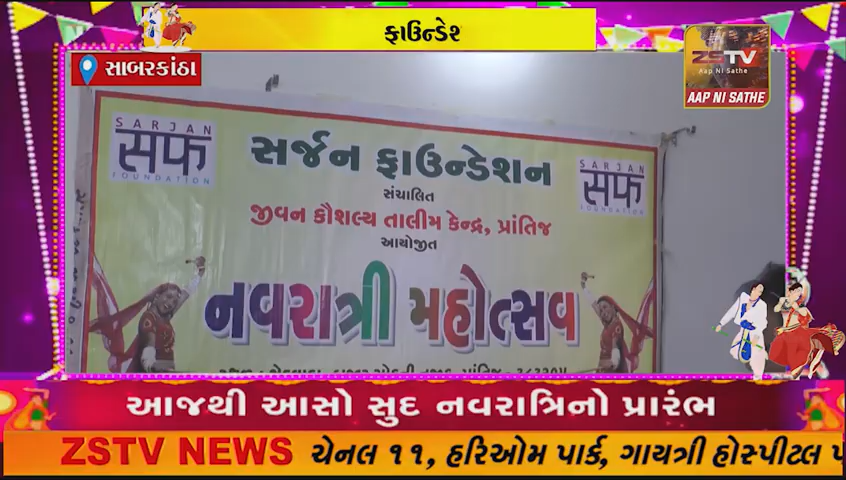 ફાઉન્ડેશ
સાબરકાંઠા
ZSTV
Aap Ni Sathe
AAP NI SATHE
SARJAN
સફ
FOUNDATION
સર્જન ફાઉન્ડેશન
SARJAN
સફ
FOUNDATION
સંચાલિત
જીવન કૌશલ્ય તાલીમ કેન્દ્ર, પ્રાંતિજ
આયોજીત
નવરાત્રી મહોત્સવ
આજથી આસો સુદ નવરાત્રિનો પ્રારંભ
ZSTV NEWS ચેનલ ૧૧, હરિઓમ પાર્ક, ગાયત્રી હોસ્પીટલ